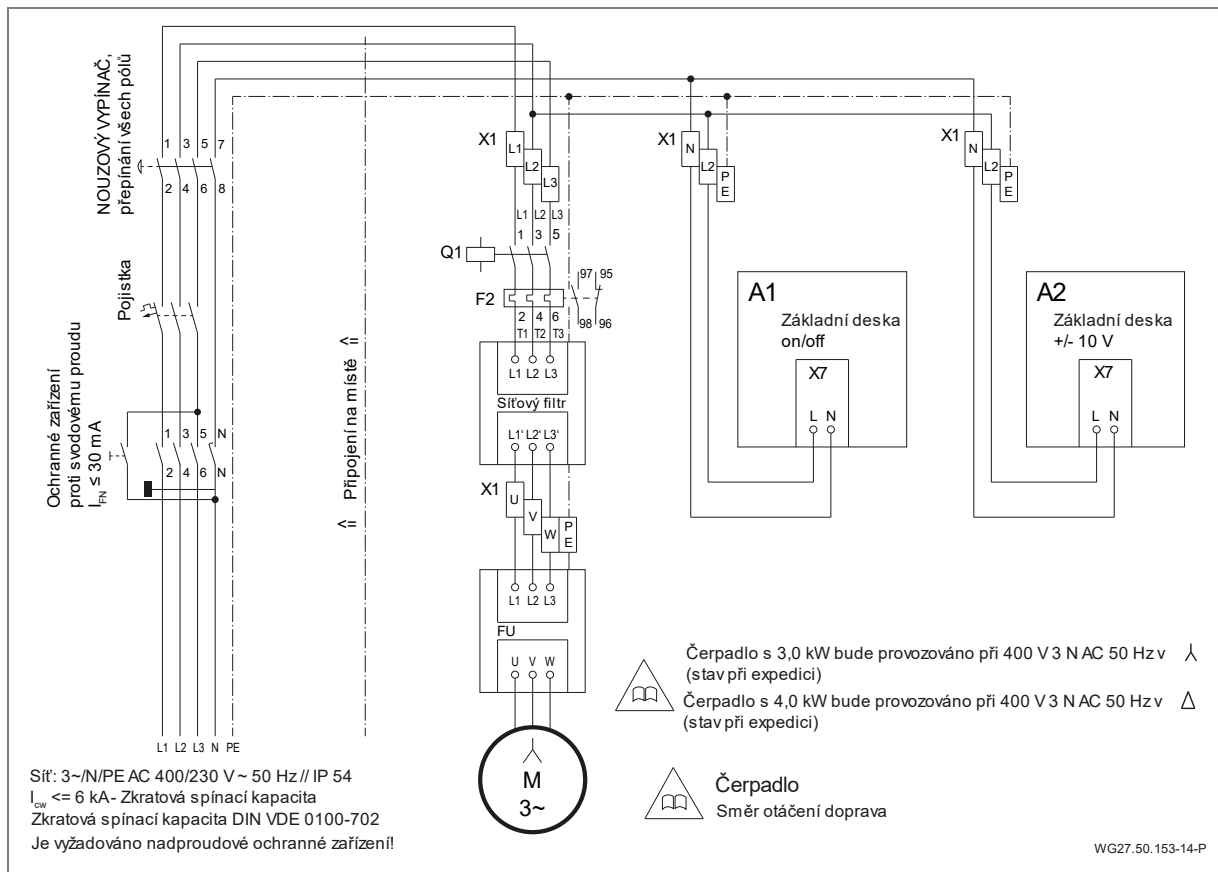 NOUZOVÝ VYPÍNAČ,
přepínání všech pólů
1 3 5 7
2 4 6 8
Pojistka
Ochranné zařízení
proti svodovému proudu
I_FN ≤ 30 mA
1 3 5 N
2 4 6 N
L1 L2 L3 N PE
<= Připojení na místě <=
X1
L1
L2
L3
L1 L2 L3
1 3 5
Q1
97 95
F2
98 96
2 4 6
T1 T2 T3
L1 L2 L3
Síťový filtr
L1' L2' L3'
X1
U
V
W
PE
L1 L2 L3
FU
U V W
M
3~
X1
N
L2
PE
A1
Základní deska
on/off
X7
L N
X1
N
L2
PE
A2
Základní deska
+/- 10 V
X7
L N
Čerpadlo s 3,0 kW bude provozováno při 400 V 3 N AC 50 Hz v
(stav při expedici)
Čerpadlo s 4,0 kW bude provozováno při 400 V 3 N AC 50 Hz v
(stav při expedici)
Čerpadlo
Směr otáčení doprava
Síť: 3~/N/PE AC 400/230 V ~ 50 Hz // IP 54
I_cw <= 6 kA - Zkratová spínací kapacita
Zkratová spínací kapacita DIN VDE 0100-702
Je vyžadováno nadproudové ochranné zařízení!
WG27.50.153-14-P